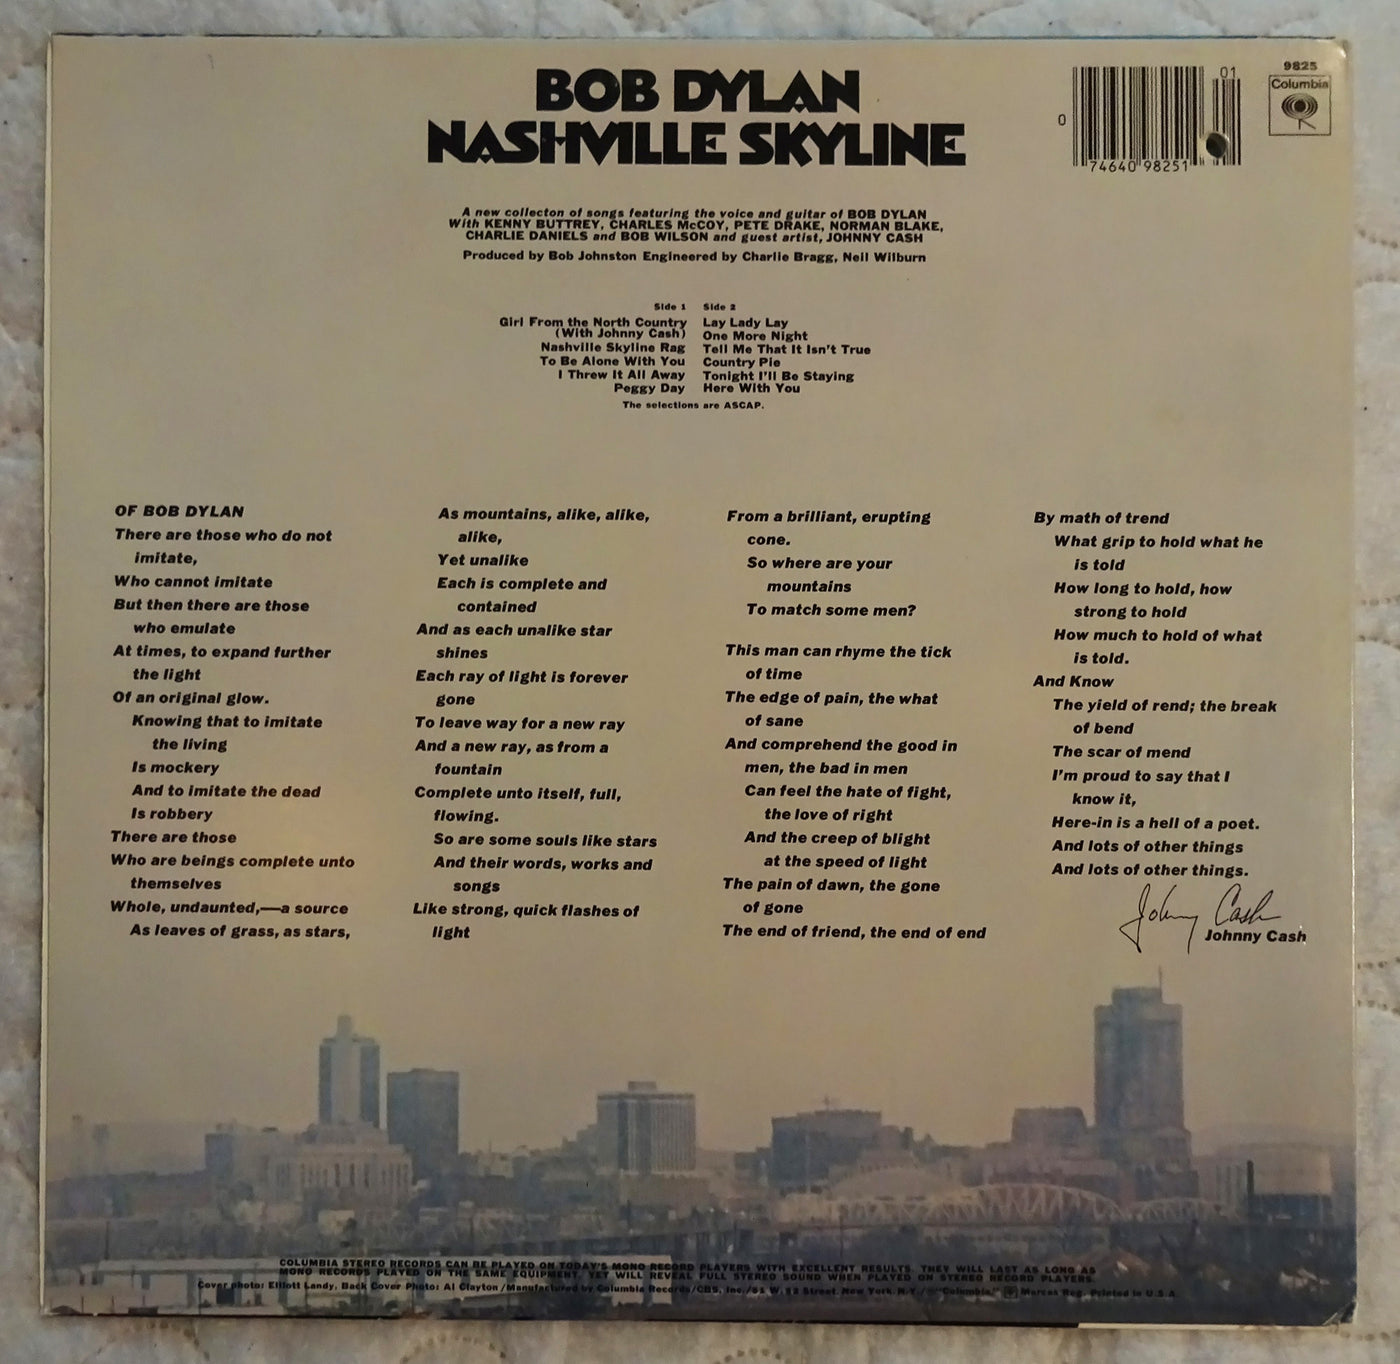 BOB DYLAN
NASHVILLE SKYLINE
0
74640 98251
01
9825
Columbia
A new collecton of songs featuring the voice and guitar of BOB DYLAN
With KENNY BUTTREY, CHARLES McCOY, PETE DRAKE, NORMAN BLAKE,
CHARLIE DANIELS and BOB WILSON and guest artist, JOHNNY CASH
Produced by Bob Johnston Engineered by Charlie Bragg, Neil Wilburn
Side 1
Girl From the North Country
(With Johnny Cash)
Nashville Skyline Rag
To Be Alone With You
I Threw It All Away
Peggy Day
Side 2
Lay Lady Lay
One More Night
Tell Me That It Isn't True
Country Pie
Tonight I'll Be Staying
Here With You
The selections are ASCAP.
OF BOB DYLAN
There are those who do not
imitate,
Who cannot imitate
But then there are those
who emulate
At times, to expand further
the light
Of an original glow.
Knowing that to imitate
the living
Is mockery
And to imitate the dead
Is robbery
There are those
Who are beings complete unto
themselves
Whole, undaunted,—a source
As leaves of grass, as stars,
As mountains, alike, alike,
alike,
Yet unalike
Each is complete and
contained
And as each unalike star
shines
Each ray of light is forever
gone
To leave way for a new ray
And a new ray, as from a
fountain
Complete unto itself, full,
flowing.
So are some souls like stars
And their words, works and
songs
Like strong, quick flashes of
light
From a brilliant, erupting
cone.
So where are your
mountains
To match some men?
This man can rhyme the tick
of time
The edge of pain, the what
of sane
And comprehend the good in
men, the bad in men
Can feel the hate of fight,
the love of right
And the creep of blight
at the speed of light
The pain of dawn, the gone
of gone
The end of friend, the end of end
By math of trend
What grip to hold what he
is told
How long to hold, how
strong to hold
How much to hold of what
is told.
And Know
The yield of rend; the break
of bend
The scar of mend
I'm proud to say that I
know it,
Here-in is a hell of a poet.
And lots of other things
And lots of other things.
Johnny Cash
Johnny Cash
COLUMBIA STEREO RECORDS CAN BE PLAYED ON TODAY'S MONO RECORD PLAYERS WITH EXCELLENT RESULTS. THEY WILL LAST AS LONG AS
MONO RECORDS PLAYED ON THE SAME EQUIPMENT, YET WILL REVEAL FULL STEREO SOUND WHEN PLAYED ON STEREO RECORD PLAYERS.
Cover photo: Elliott Landy, Back Cover Photo: Al Clayton/Manufactured by Columbia Records/CBS, Inc./51 W. 52 Street, New York, N.Y./® "Columbia," Marcas Reg. Printed in U.S.A.